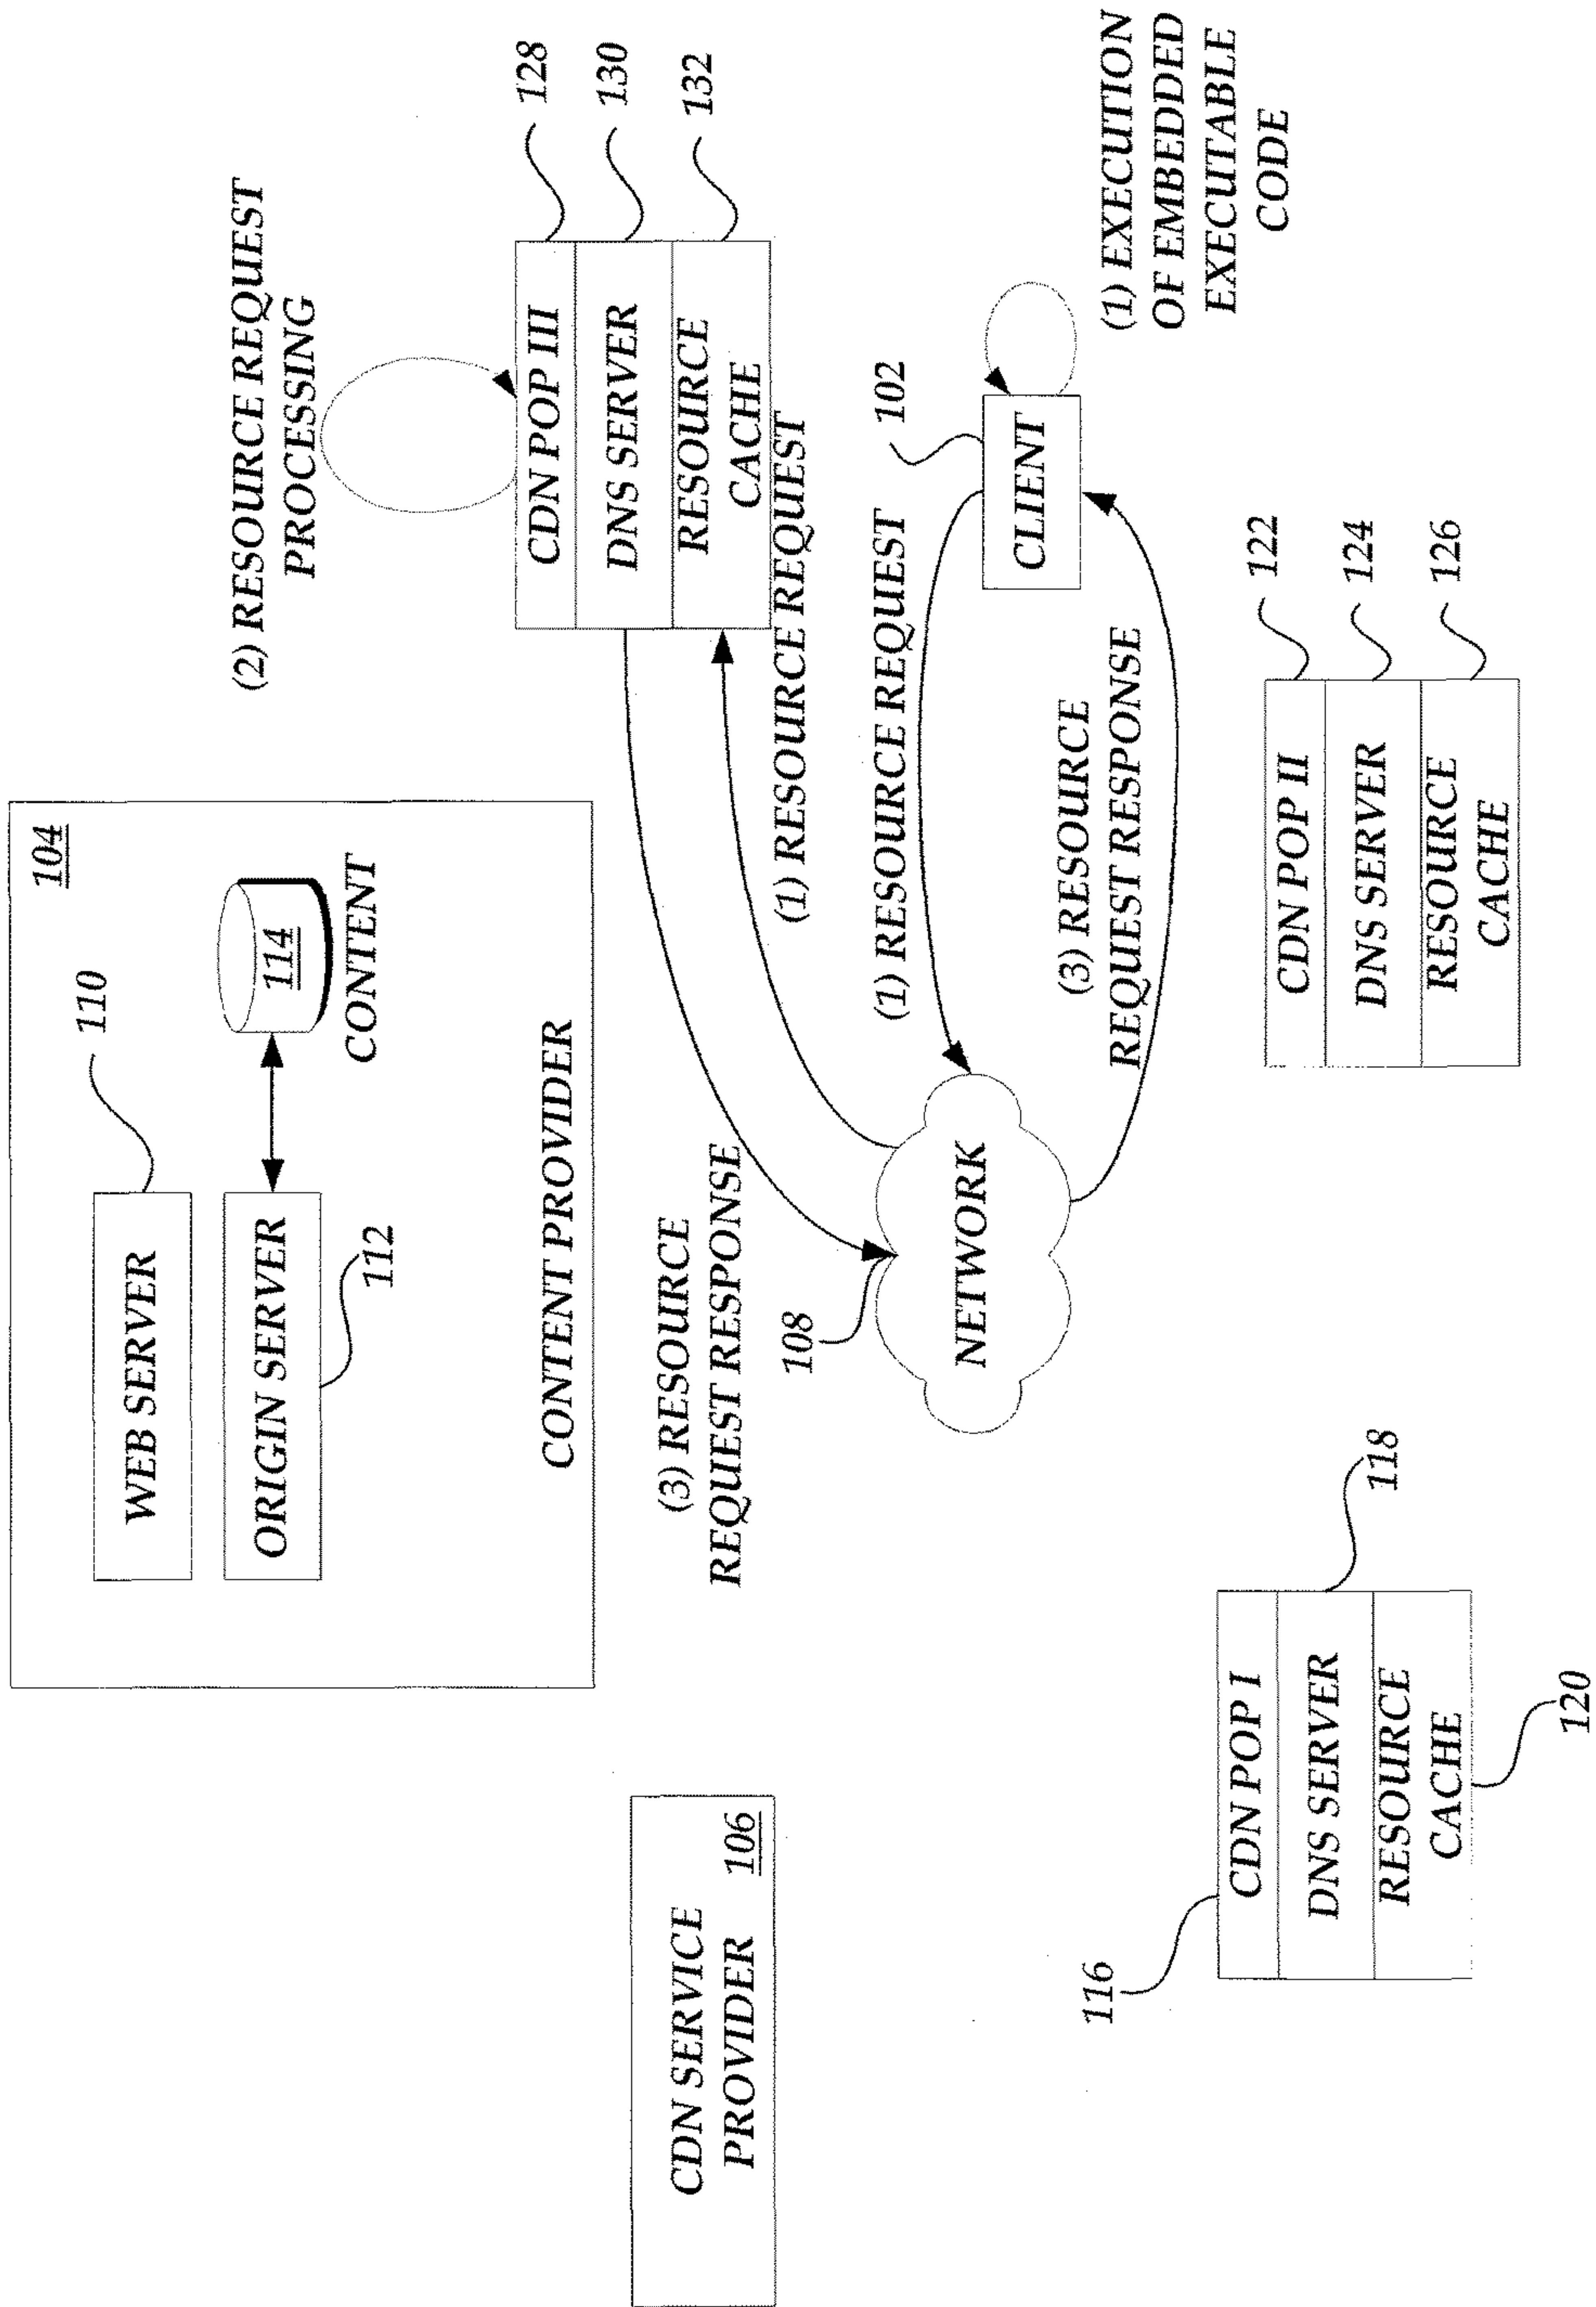 104
WEB SERVER
110
ORIGIN SERVER
112
114
CONTENT
CONTENT PROVIDER
CDN SERVICE
PROVIDER
106
(2) RESOURCE REQUEST
PROCESSING
CDN POP III
128
DNS SERVER
130
RESOURCE
CACHE
132
(3) RESOURCE
REQUEST RESPONSE
(1) RESOURCE REQUEST
(1) RESOURCE REQUEST
108
NETWORK
(3) RESOURCE
REQUEST RESPONSE
102
CLIENT
(1) EXECUTION
OF EMBEDDED
EXECUTABLE
CODE
116
CDN POP I
DNS SERVER
118
RESOURCE
CACHE
120
CDN POP II
122
DNS SERVER
124
RESOURCE
CACHE
126